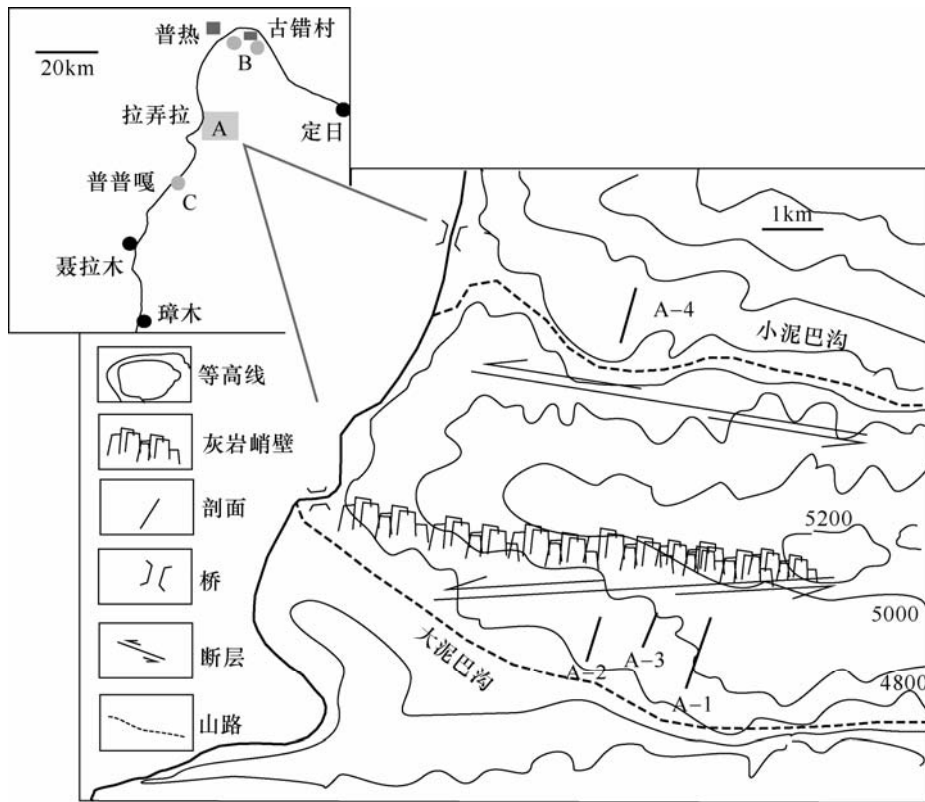 普热
古错村
20km
B
拉弄拉
A
定日
普普嘎
C
聂拉木
樟木
1km
A-4
小泥巴沟
等高线
灰岩峭壁
剖面
桥
断层
山路
5200
5000
大泥巴沟
A-2
A-3
A-1
4800